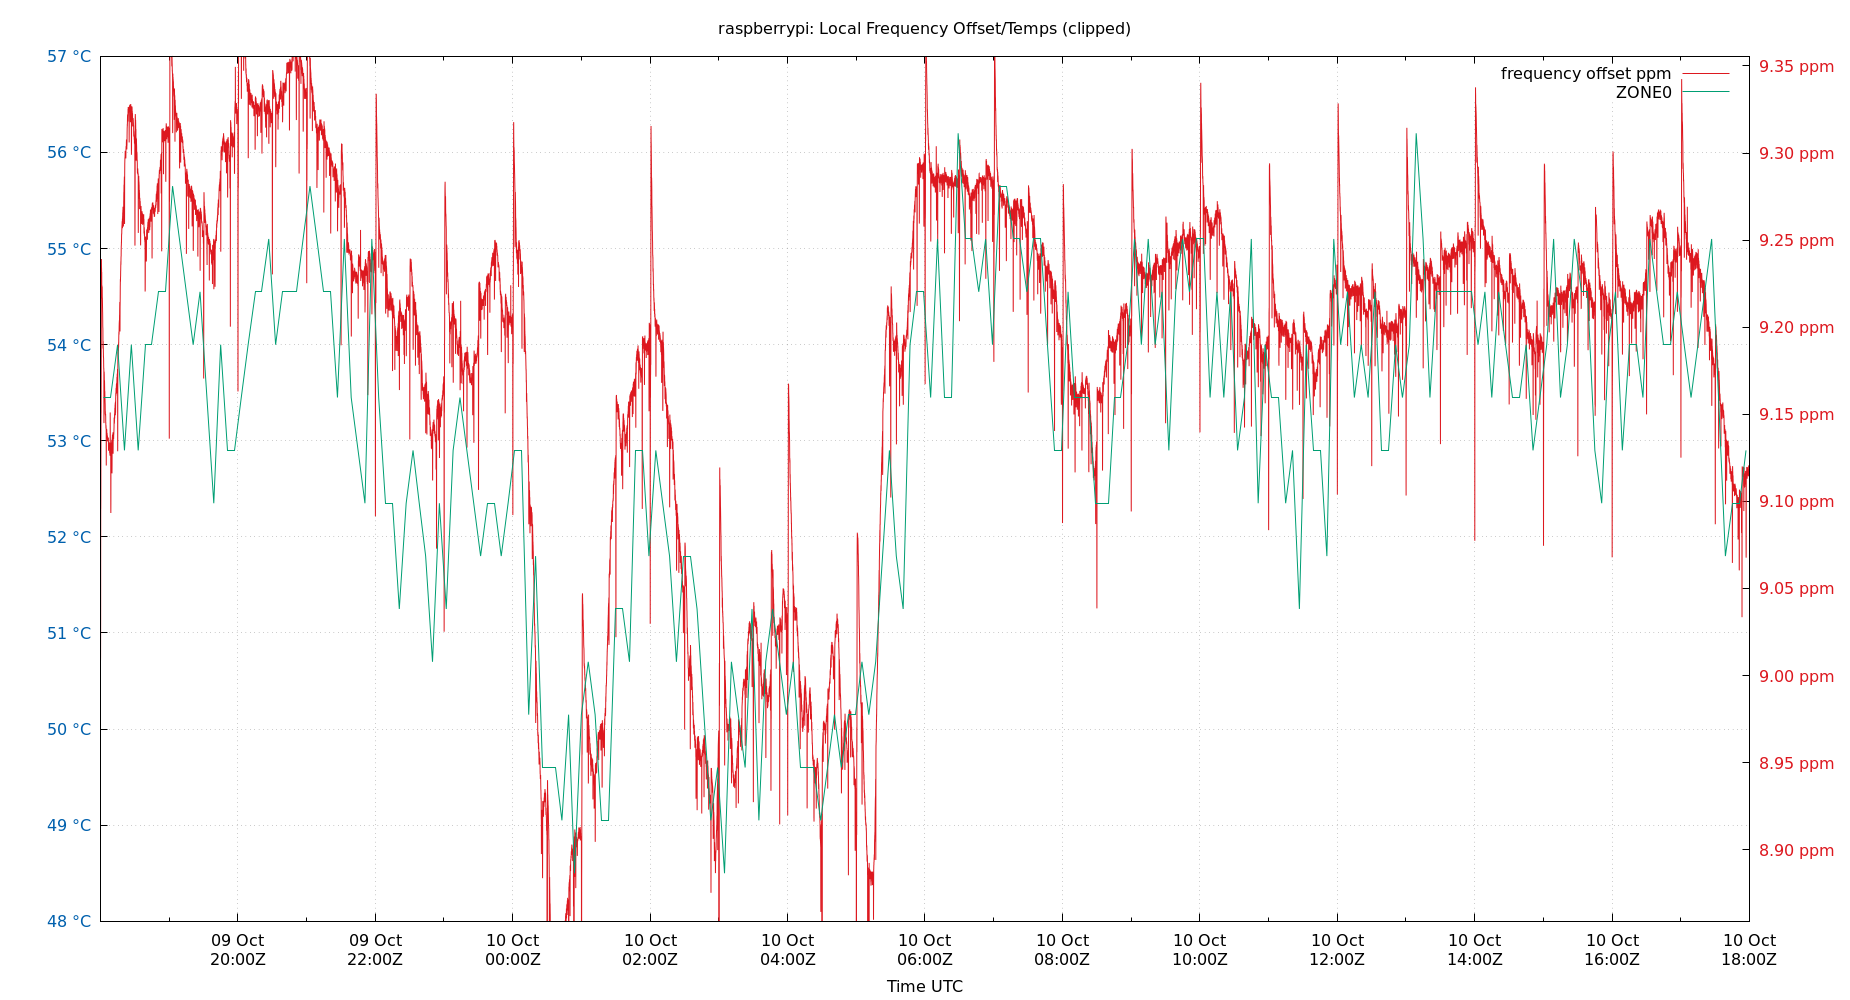 raspberrypi: Local Frequency Offset/Temps (clipped)
57 °C
56 °C
55 °C
54 °C
53 °C
52 °C
51 °C
50 °C
49 °C
48 °C
frequency offset ppm
ZONE0
9.35 ppm
9.30 ppm
9.25 ppm
9.20 ppm
9.15 ppm
9.10 ppm
9.05 ppm
9.00 ppm
8.95 ppm
8.90 ppm
09 Oct 09 Oct 10 Oct 10 Oct 10 Oct 10 Oct 10 Oct 10 Oct 10 Oct 10 Oct 10 Oct 10 Oct
20:00Z 22:00Z 00:00Z 02:00Z 04:00Z 06:00Z 08:00Z 10:00Z 12:00Z 14:00Z 16:00Z 18:00Z
Time UTC